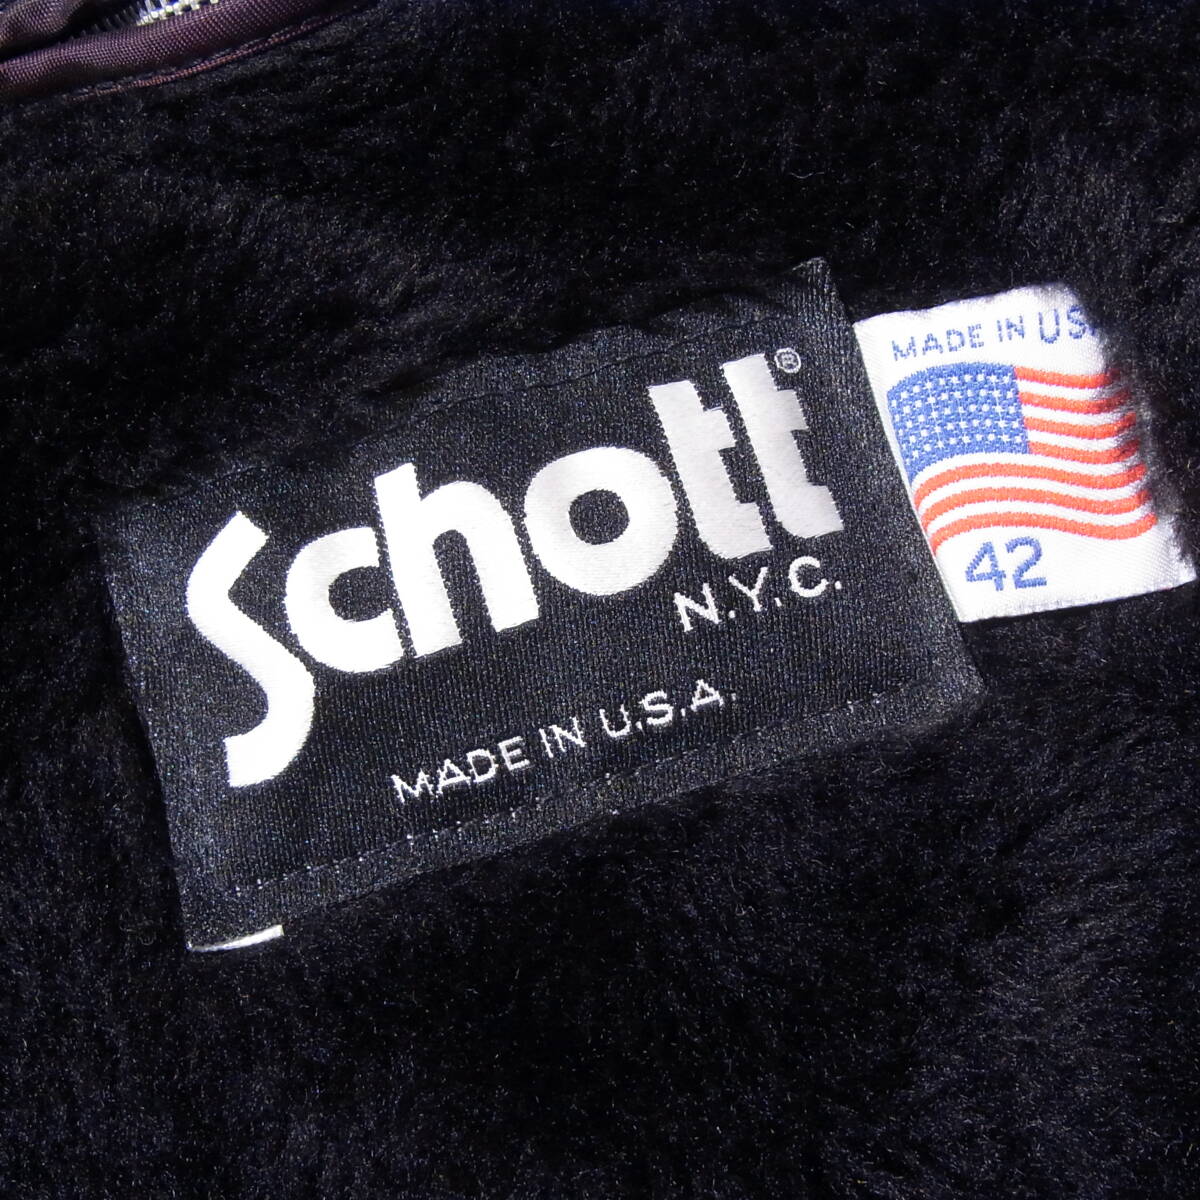 Schott®
N.Y.C.
MADE IN U.S.A.
MADE IN USA
42